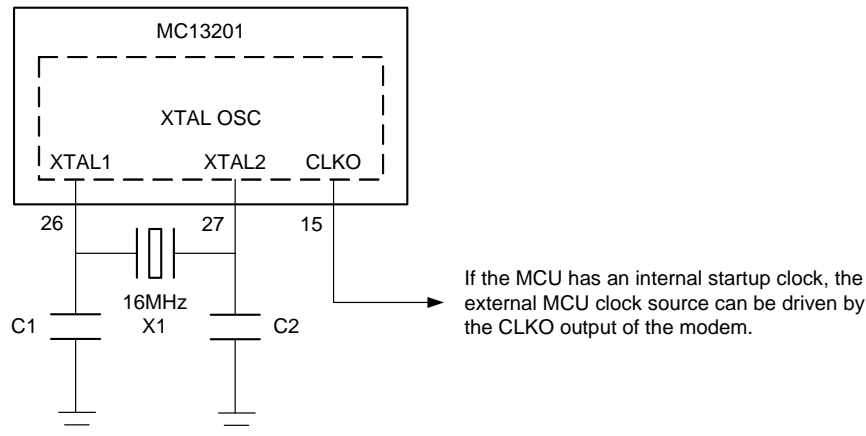 MC13201
XTAL OSC
XTAL1 XTAL2 CLKO
26 27 15
16MHz
X1
C1 C2
If the MCU has an internal startup clock, the
external MCU clock source can be driven by
the CLKO output of the modem.